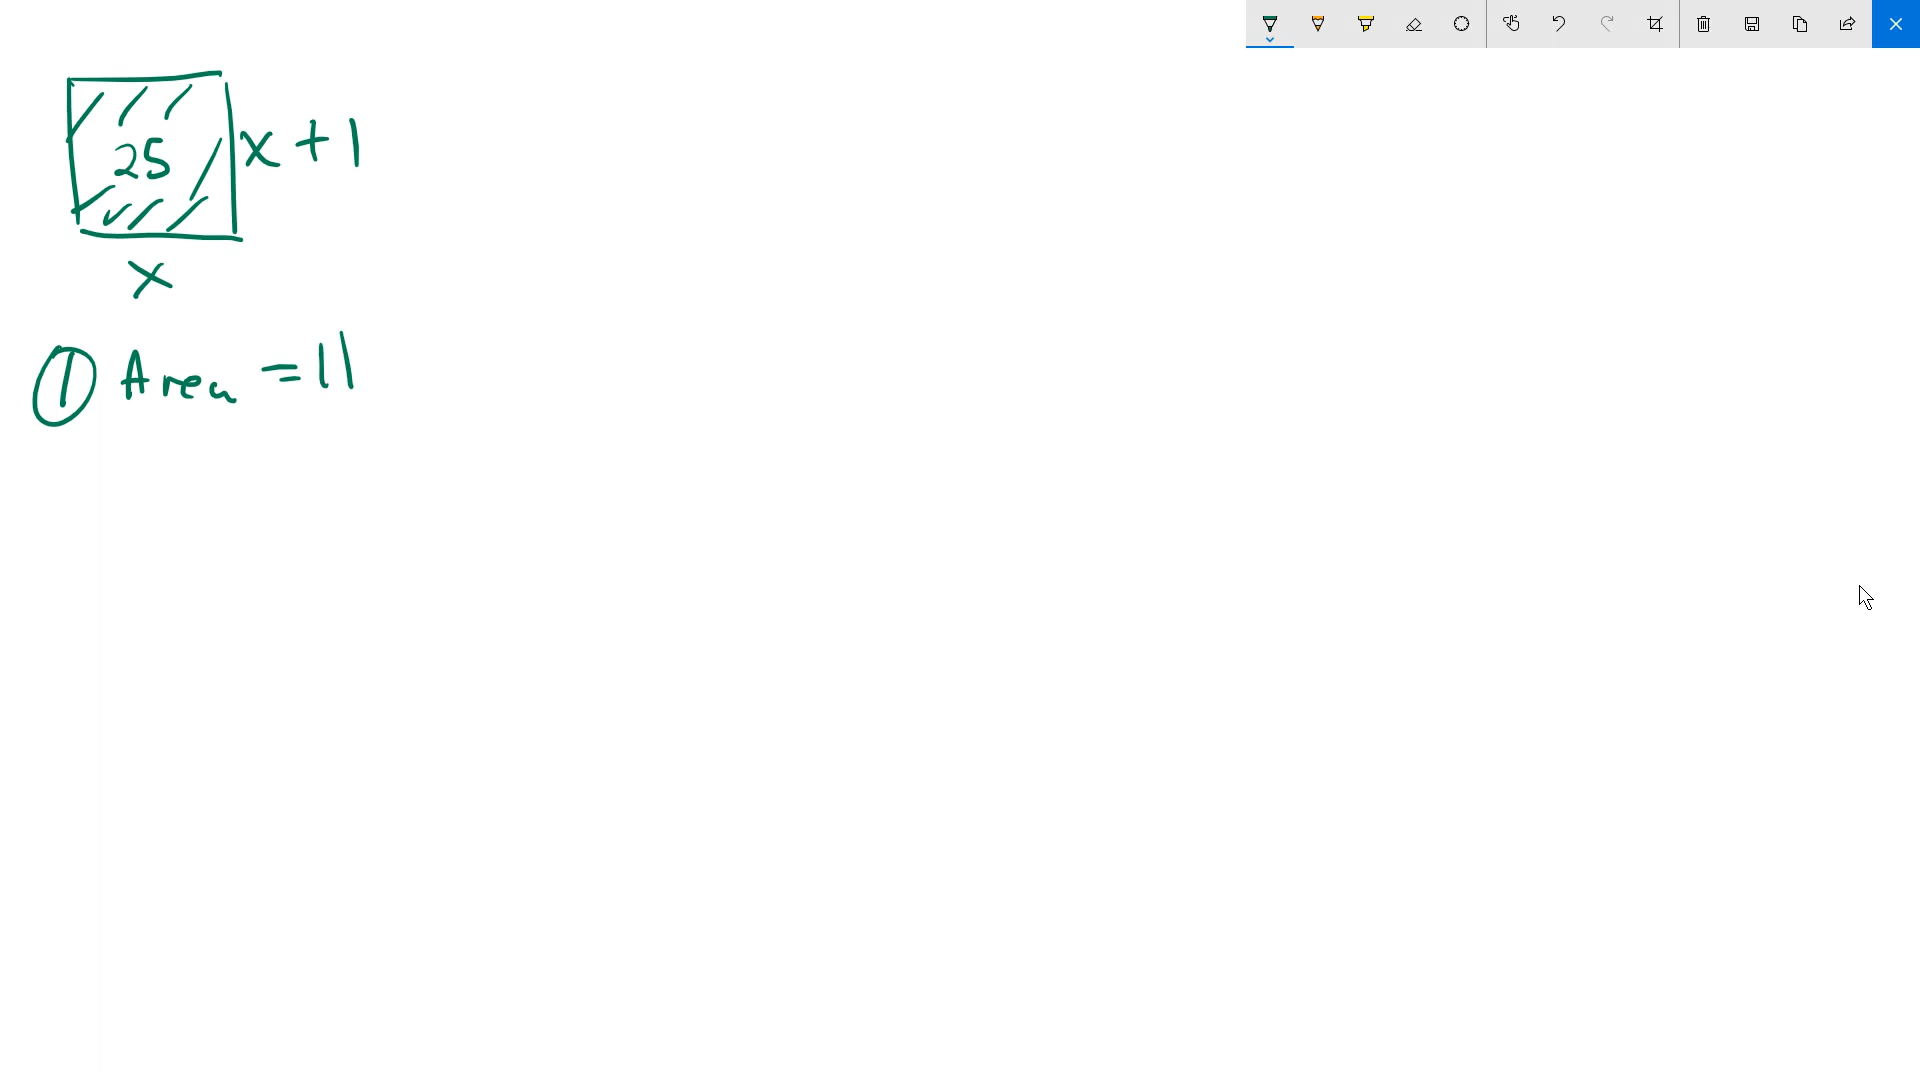 25
x + 1
x
① Area = 11